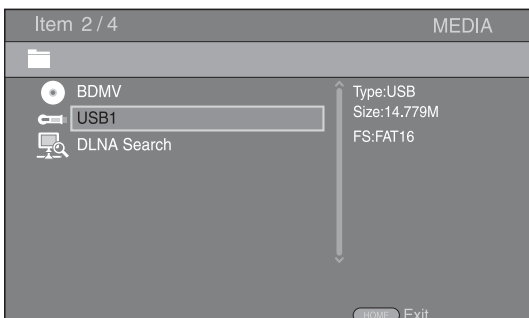 Item 2/4
MEDIA
BDMV
USB1
DLNA Search
Type:USB
Size:14.779M
FS:FAT16
HOME Exit